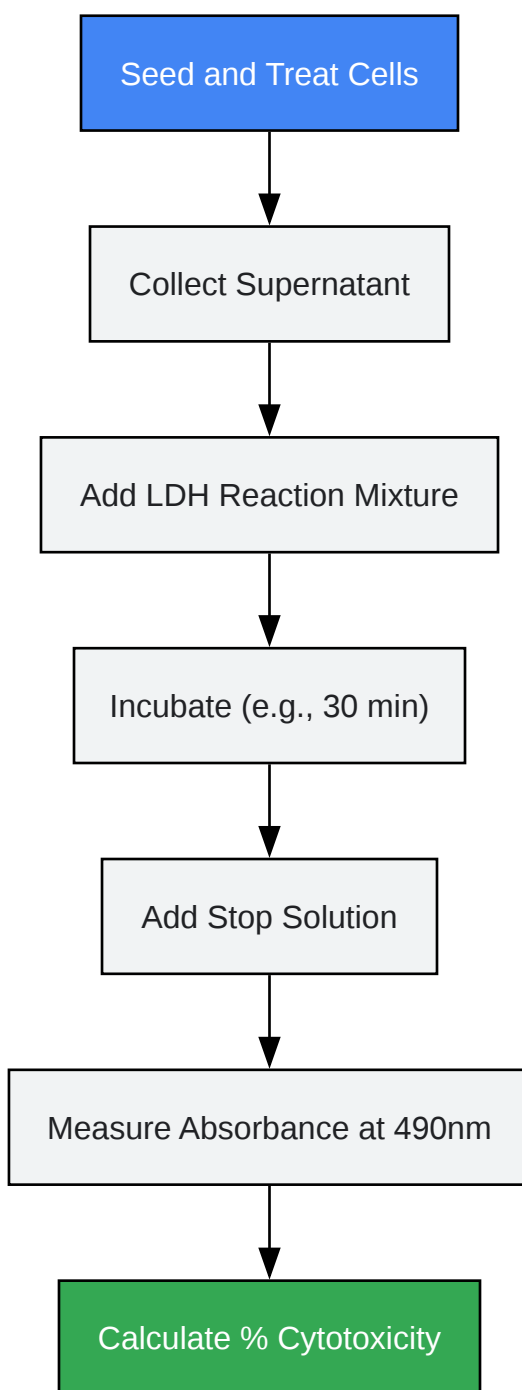 Seed and Treat Cells
Collect Supernatant
Add LDH Reaction Mixture
Incubate (e.g., 30 min)
Add Stop Solution
Measure Absorbance at 490nm
Calculate % Cytotoxicity